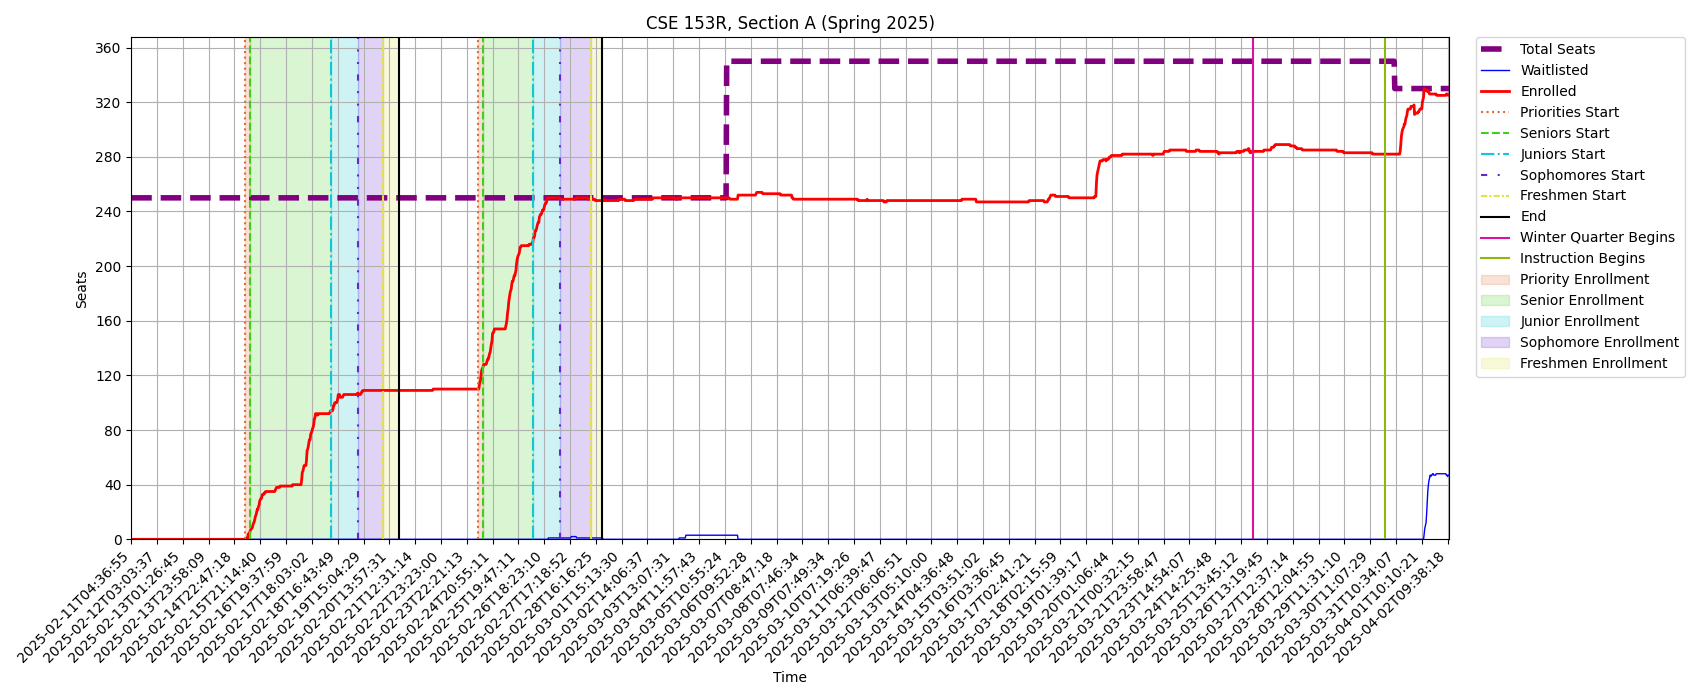 CSE 153R, Section A (Spring 2025)
360
320
280
240
200
160
120
80
40
0
Seats
2025-02-11T04:36:55
2025-02-12T03:03:37
2025-02-13T01:26:45
2025-02-13T23:58:09
2025-02-14T22:47:18
2025-02-15T21:14:40
2025-02-16T19:37:59
2025-02-17T18:03:02
2025-02-18T16:43:49
2025-02-19T15:04:29
2025-02-20T13:57:31
2025-02-21T12:31:14
2025-02-22T23:23:00
2025-02-23T22:21:13
2025-02-24T20:55:11
2025-02-25T19:47:11
2025-02-26T18:23:10
2025-02-27T17:18:52
2025-02-28T16:16:25
2025-03-01T15:13:30
2025-03-02T14:06:37
2025-03-03T13:07:31
2025-03-04T11:57:43
2025-03-05T10:55:24
2025-03-06T09:52:28
2025-03-07T08:47:18
2025-03-08T07:46:34
2025-03-09T07:49:34
2025-03-10T07:19:26
2025-03-11T06:39:47
2025-03-12T06:06:51
2025-03-13T05:10:00
2025-03-14T04:36:48
2025-03-15T03:51:02
2025-03-16T03:36:45
2025-03-17T02:41:21
2025-03-18T02:15:59
2025-03-19T01:39:17
2025-03-20T01:06:44
2025-03-21T00:32:15
2025-03-21T23:58:47
2025-03-23T14:54:07
2025-03-24T14:25:48
2025-03-25T13:45:12
2025-03-26T13:19:45
2025-03-27T12:37:14
2025-03-28T12:04:55
2025-03-29T11:31:10
2025-03-30T11:07:29
2025-03-31T10:34:07
2025-04-01T10:10:21
2025-04-02T09:38:18
Time
Total Seats
Waitlisted
Enrolled
Priorities Start
Seniors Start
Juniors Start
Sophomores Start
Freshmen Start
End
Winter Quarter Begins
Instruction Begins
Priority Enrollment
Senior Enrollment
Junior Enrollment
Sophomore Enrollment
Freshmen Enrollment